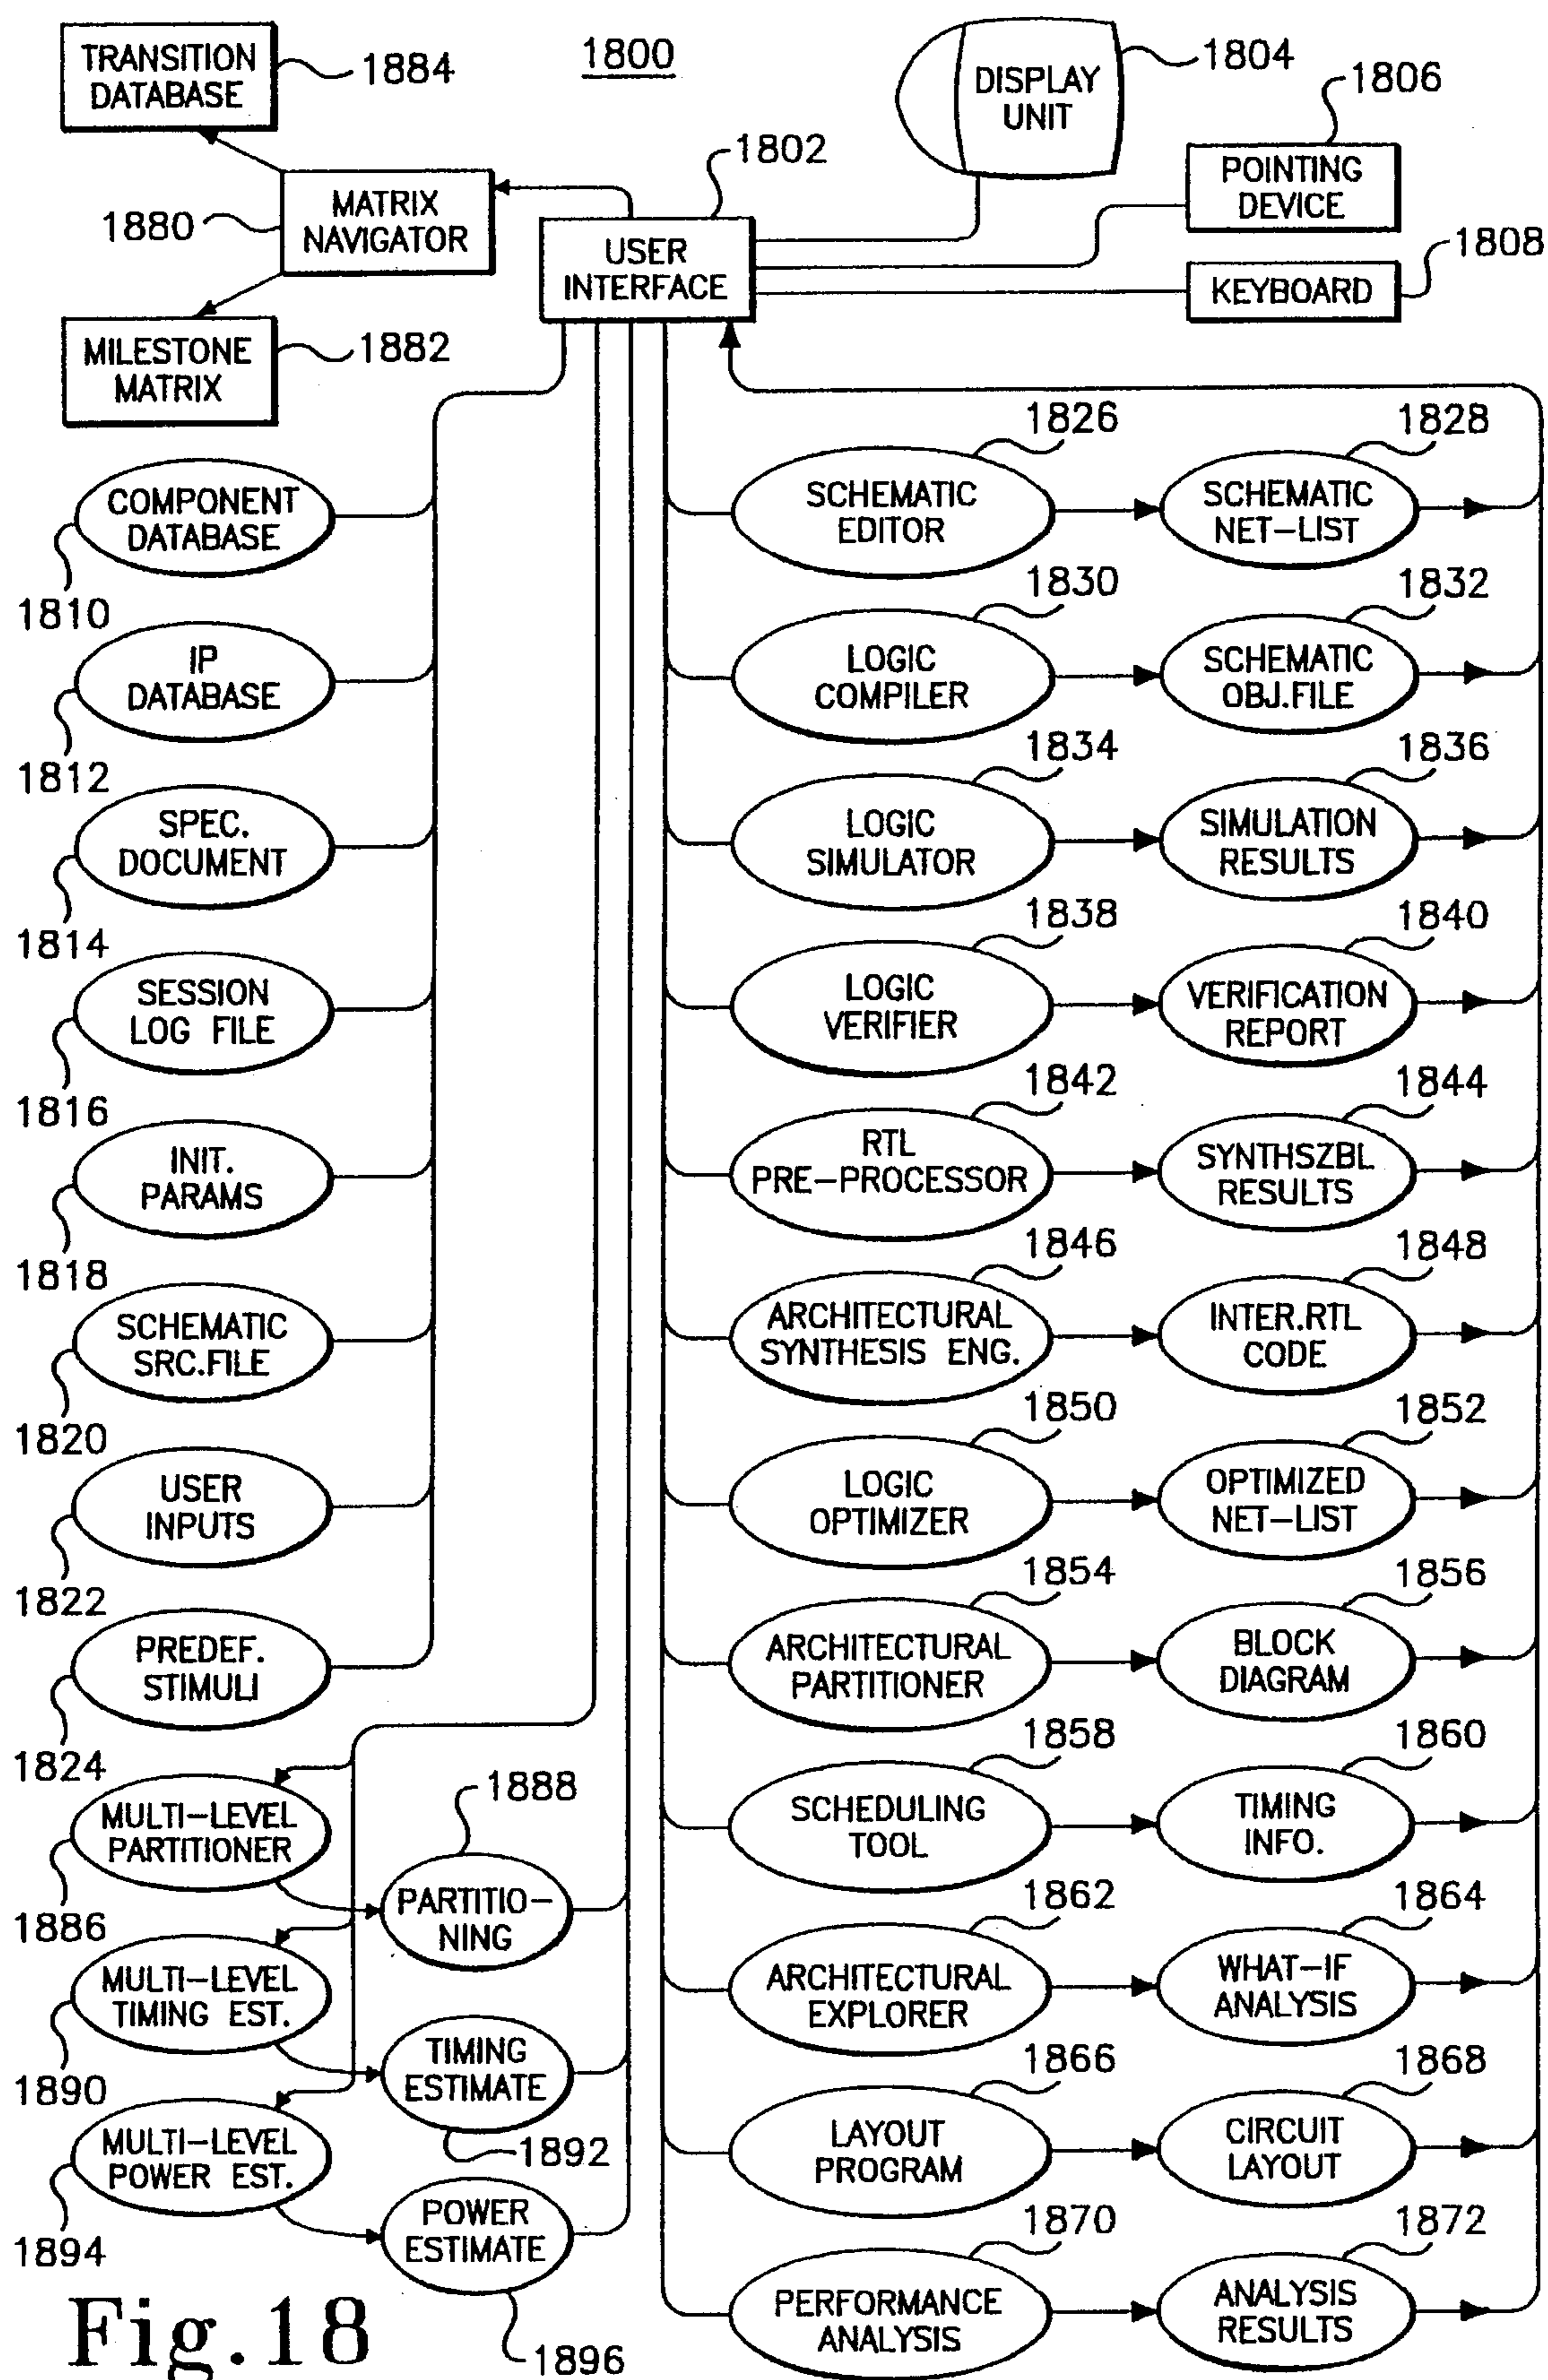 TRANSITION
DATABASE
1884
1800
DISPLAY
UNIT
1804
1806
POINTING
DEVICE
1802
MATRIX
NAVIGATOR
1880
USER
INTERFACE
1808
KEYBOARD
MILESTONE
MATRIX
1882
COMPONENT
DATABASE
1810
IP
DATABASE
1812
SPEC.
DOCUMENT
1814
SESSION
LOG FILE
1816
INIT.
PARAMS
1818
SCHEMATIC
SRC.FILE
1820
USER
INPUTS
1822
PREDEF.
STIMULI
1824
MULTI-LEVEL
PARTITIONER
1886
1888
PARTITIO-
NING
MULTI-LEVEL
TIMING EST.
1890
TIMING
ESTIMATE
1892
MULTI-LEVEL
POWER EST.
1894
POWER
ESTIMATE
1896
1826
SCHEMATIC
EDITOR
1828
SCHEMATIC
NET-LIST
1830
LOGIC
COMPILER
1832
SCHEMATIC
OBJ.FILE
1834
LOGIC
SIMULATOR
1836
SIMULATION
RESULTS
1838
LOGIC
VERIFIER
1840
VERIFICATION
REPORT
1842
RTL
PRE-PROCESSOR
1844
SYNTHSZBL
RESULTS
1846
ARCHITECTURAL
SYNTHESIS ENG.
1848
INTER.RTL
CODE
1850
LOGIC
OPTIMIZER
1852
OPTIMIZED
NET-LIST
1854
ARCHITECTURAL
PARTITIONER
1856
BLOCK
DIAGRAM
1858
SCHEDULING
TOOL
1860
TIMING
INFO.
1862
ARCHITECTURAL
EXPLORER
1864
WHAT-IF
ANALYSIS
1866
LAYOUT
PROGRAM
1868
CIRCUIT
LAYOUT
1870
PERFORMANCE
ANALYSIS
1872
ANALYSIS
RESULTS
Fig.18